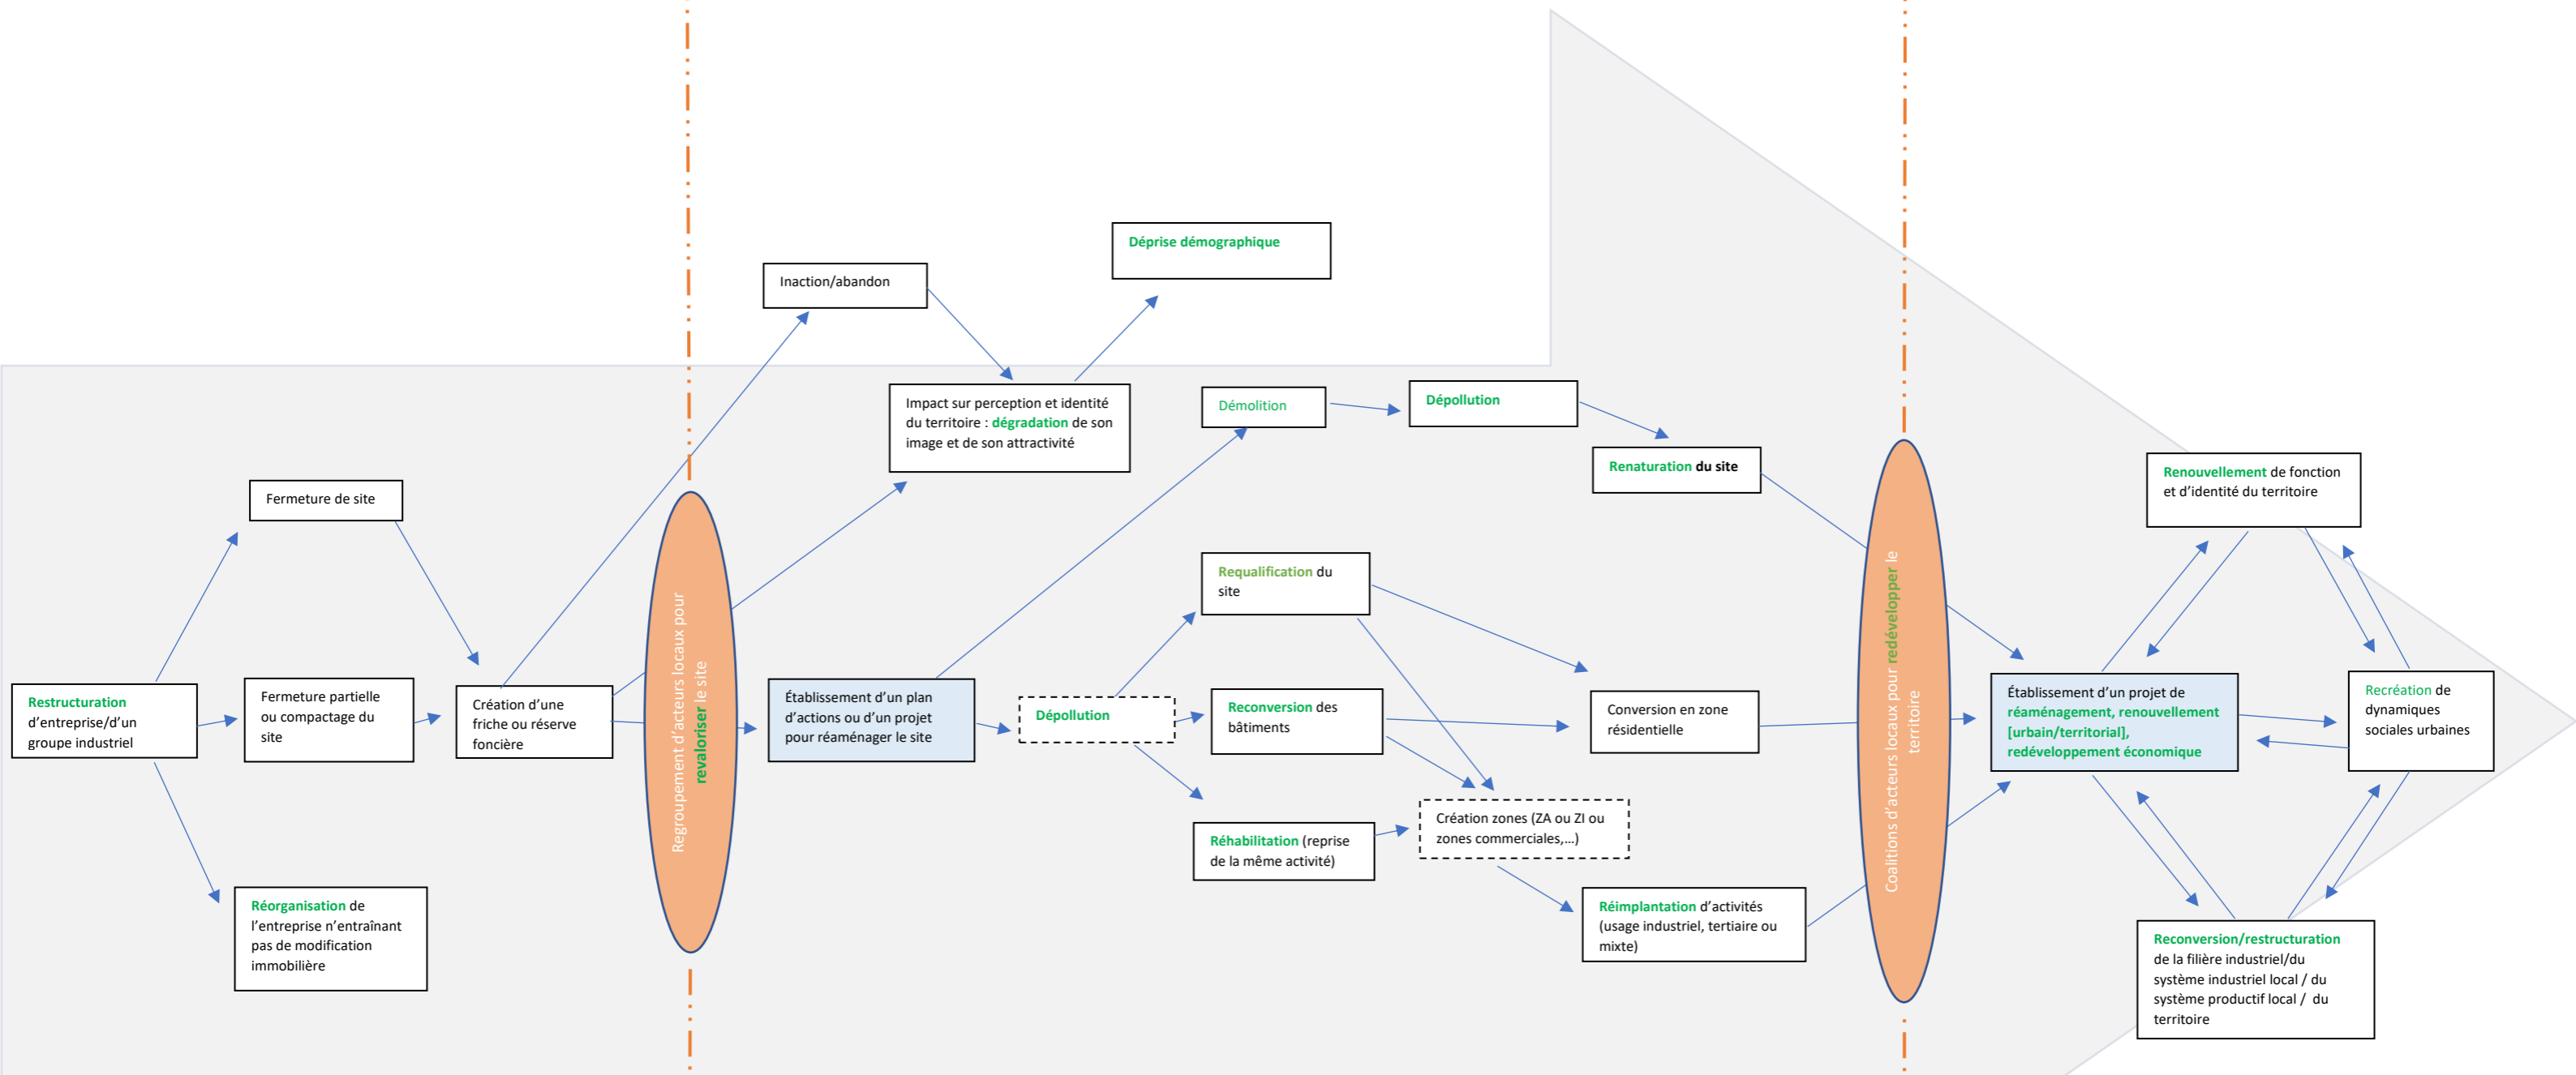 Restructuration
d'entreprise/d'un
groupe industriel
Fermeture de site
Fermeture partielle
ou compactage du
site
Réorganisation de
l'entreprise n'entraînant
pas de modification
immobilière
Création d'une
friche ou réserve
foncière
Regroupement d'acteurs locaux pour
revaloriser le site
Inaction/abandon
Impact sur perception et identité
du territoire : dégradation de son
image et de son attractivité
Déprise démographique
Établissement d'un plan
d'actions ou d'un projet
pour réaménager le site
Démolition
Dépollution
Renaturation du site
Dépollution
Requalification du
site
Reconversion des
bâtiments
Réhabilitation (reprise
de la même activité)
Création zones (ZA ou ZI ou
zones commerciales,...)
Conversion en zone
résidentielle
Réimplantation d'activités
(usage industriel, tertiaire ou
mixte)
Coalitions d'acteurs locaux pour redévelopper le
territoire
Établissement d'un projet de
réaménagement, renouvellement
[urbain/territorial],
redéveloppement économique
Renouvellement de fonction
et d'identité du territoire
Recréation de
dynamiques
sociales urbaines
Reconversion/restructuration
de la filière industriel/du
système industriel local / du
système productif local / du
territoire